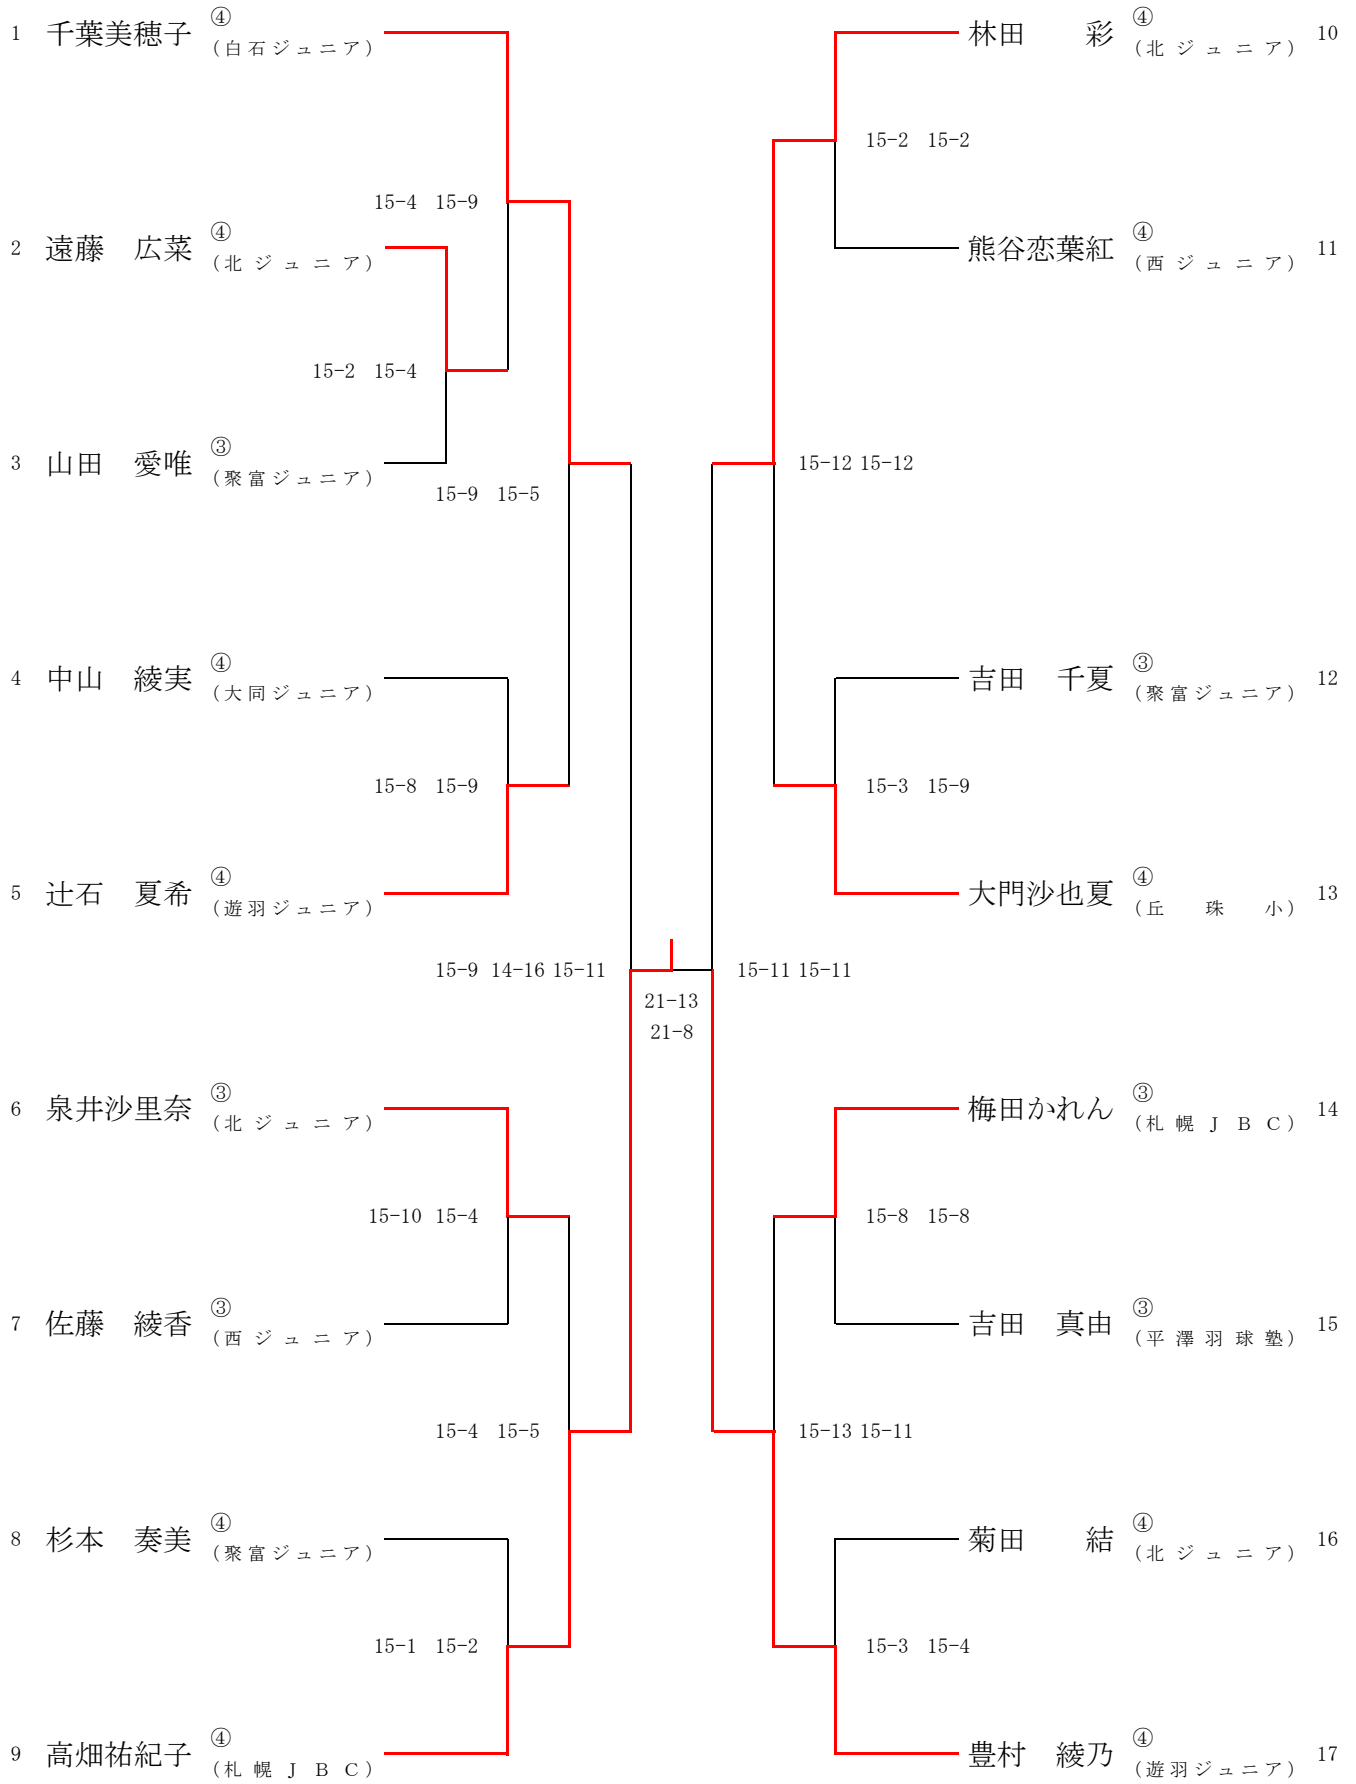 1 千葉美穂子 ④
(白石ジュニア)
15-4 15-9
2 遠藤 広菜 ④
(北ジュニア)
15-2 15-4
3 山田 愛唯 ③
(聚富ジュニア)
15-9 15-5
4 中山 綾実 ④
(大同ジュニア)
15-8 15-9
5 辻石 夏希 ④
(遊羽ジュニア)
15-9 14-16 15-11
6 泉井沙里奈 ③
(北ジュニア)
15-10 15-4
7 佐藤 綾香 ③
(西ジュニア)
15-4 15-5
8 杉本 奏美 ④
(聚富ジュニア)
15-1 15-2
9 高畑祐紀子 ④
(札幌JBC)
21-13
21-8
林田 彩 ④ 10
(北ジュニア)
15-2 15-2
熊谷恋葉紅 ④ 11
(西ジュニア)
15-12 15-12
吉田 千夏 ③ 12
(聚富ジュニア)
15-3 15-9
大門沙也夏 ④ 13
(丘珠小)
15-11 15-11
梅田かれん ③ 14
(札幌JBC)
15-8 15-8
吉田 真由 ③ 15
(平澤羽球塾)
15-13 15-11
菊田 結 ④ 16
(北ジュニア)
15-3 15-4
豊村 綾乃 ④ 17
(遊羽ジュニア)